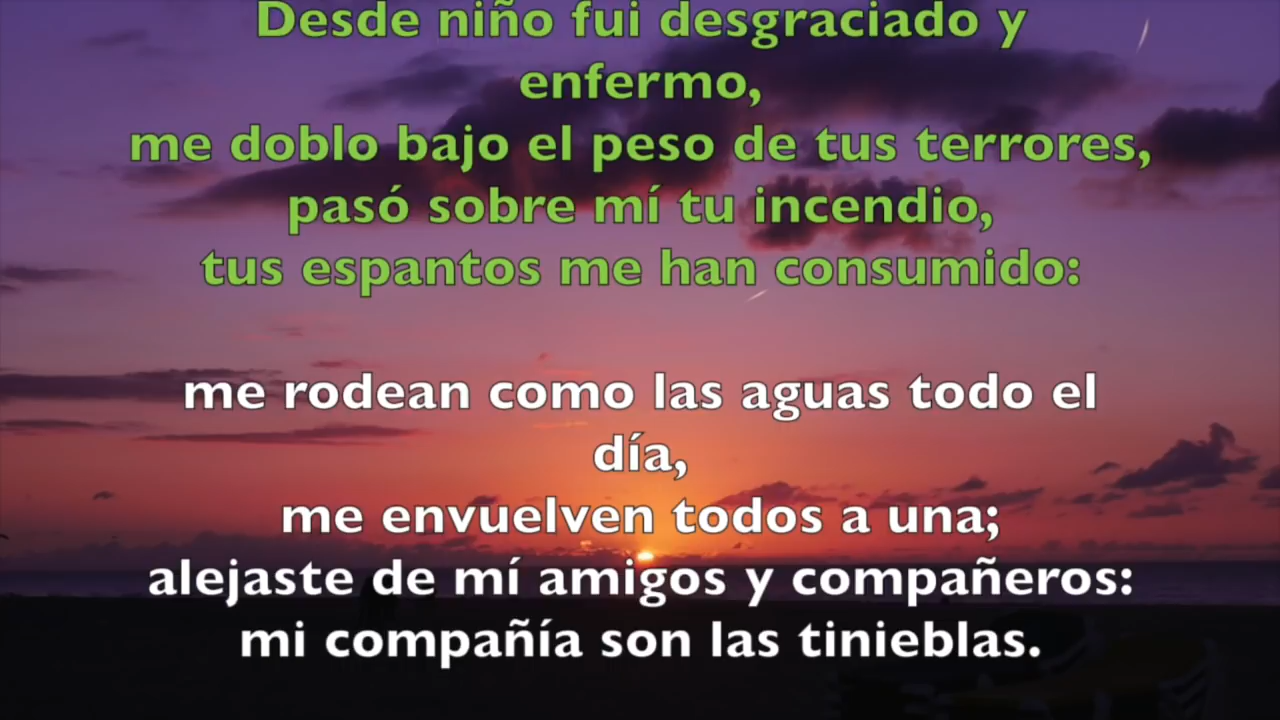 Desde niño fui desgraciado y
enfermo,
me doblo bajo el peso de tus terrores,
pasó sobre mí tu incendio,
tus espantos me han consumido:
me rodean como las aguas todo el
día,
me envuelven todos a una;
alejaste de mí amigos y compañeros:
mi compañía son las tinieblas.